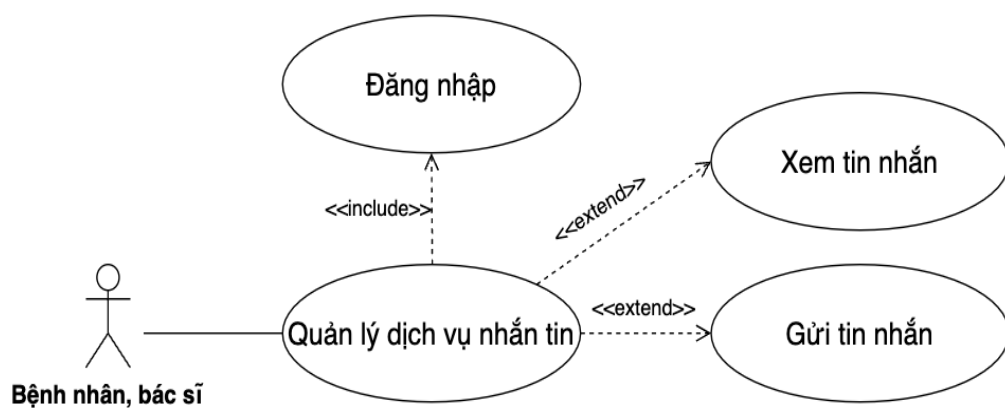 Đăng nhập
Xem tin nhắn
<<include>>
<<extend>>
<<extend>>
Quản lý dịch vụ nhắn tin
Gửi tin nhắn
Bệnh nhân, bác sĩ